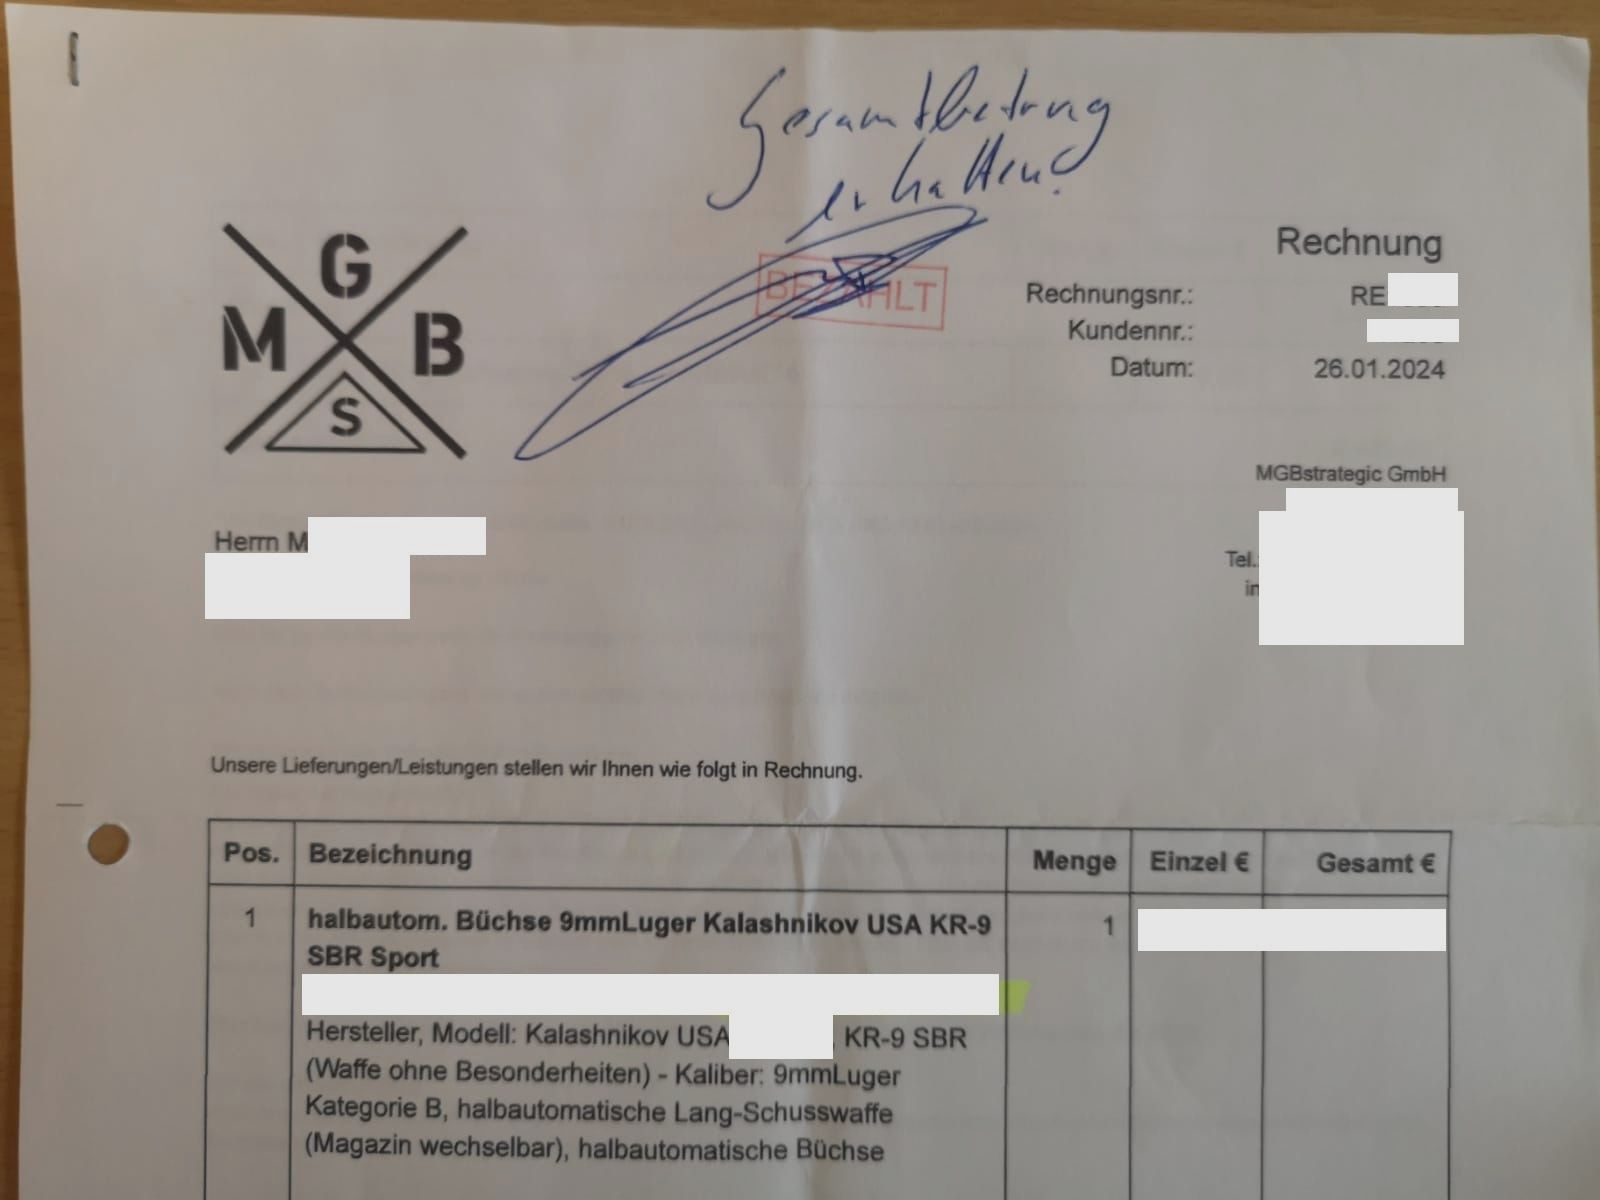 Gesamtbetrag
erhalten!
BEZAHLT
G
M B
S
Rechnung
Rechnungsnr.: RE
Kundennr.:
Datum: 26.01.2024
MGBstrategic GmbH
Herrn M
Tel.:
in
Unsere Lieferungen/Leistungen stellen wir Ihnen wie folgt in Rechnung.
Pos. Bezeichnung Menge Einzel € Gesamt €
1 halbautom. Büchse 9mmLuger Kalashnikov USA KR-9 1
SBR Sport
Hersteller, Modell: Kalashnikov USA , KR-9 SBR
(Waffe ohne Besonderheiten) - Kaliber: 9mmLuger
Kategorie B, halbautomatische Lang-Schusswaffe
(Magazin wechselbar), halbautomatische Büchse